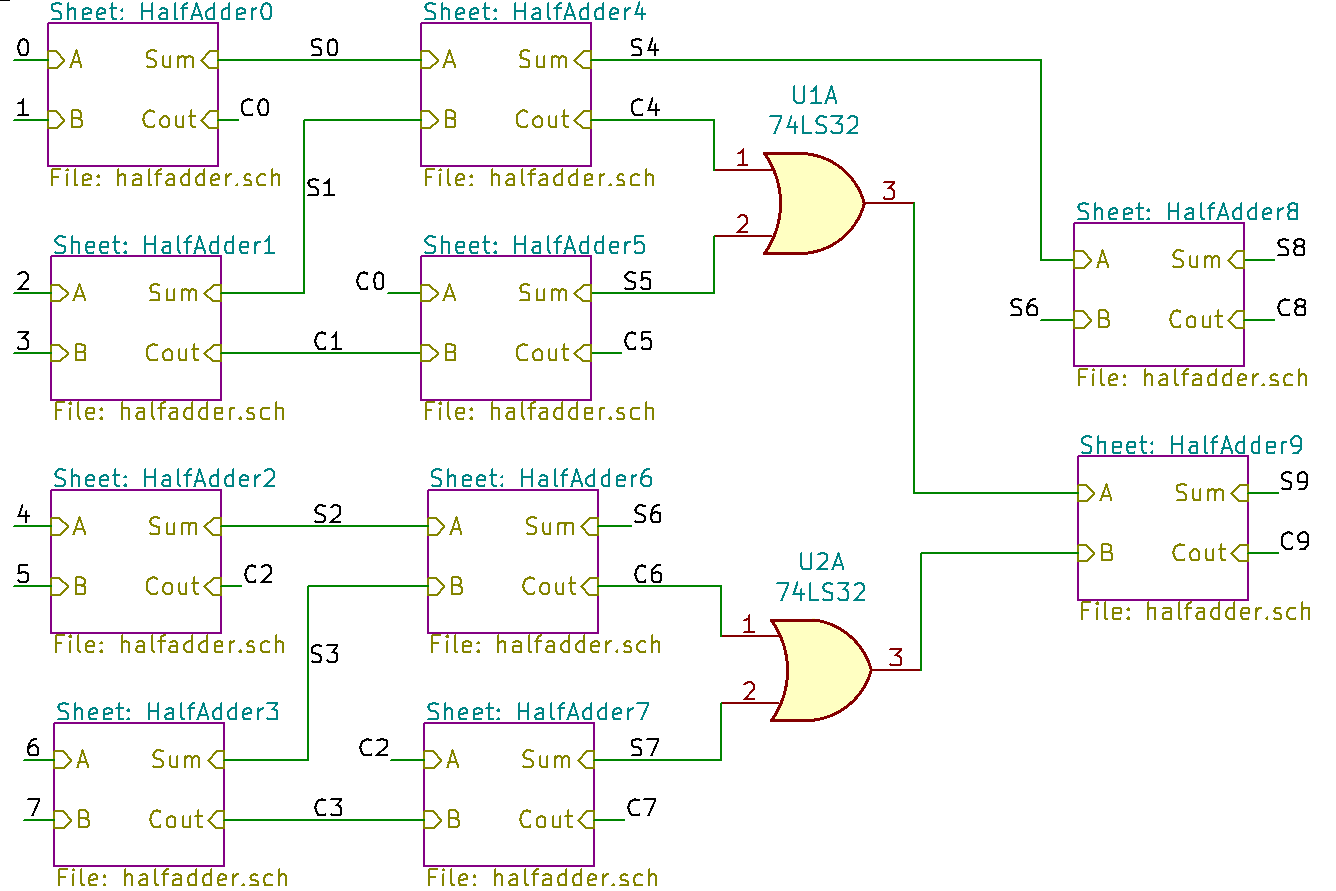 Sheet: HalfAdder0
0 A Sum S0
1 B Cout C0
File: halfadder.sch
Sheet: HalfAdder4
A Sum S4
B Cout C4
File: halfadder.sch
S1
U1A
74LS32
1
2
3
Sheet: HalfAdder1
2 A Sum
3 B Cout C1
File: halfadder.sch
Sheet: HalfAdder5
C0 A Sum S5
B Cout C5
File: halfadder.sch
Sheet: HalfAdder8
A Sum S8
S6 B Cout C8
File: halfadder.sch
Sheet: HalfAdder2
4 A Sum S2
5 B Cout C2
File: halfadder.sch
Sheet: HalfAdder6
A Sum S6
B Cout C6
File: halfadder.sch
S3
U2A
74LS32
1
2
3
Sheet: HalfAdder9
A Sum S9
B Cout C9
File: halfadder.sch
Sheet: HalfAdder3
6 A Sum
7 B Cout C3
File: halfadder.sch
Sheet: HalfAdder7
C2 A Sum S7
B Cout C7
File: halfadder.sch